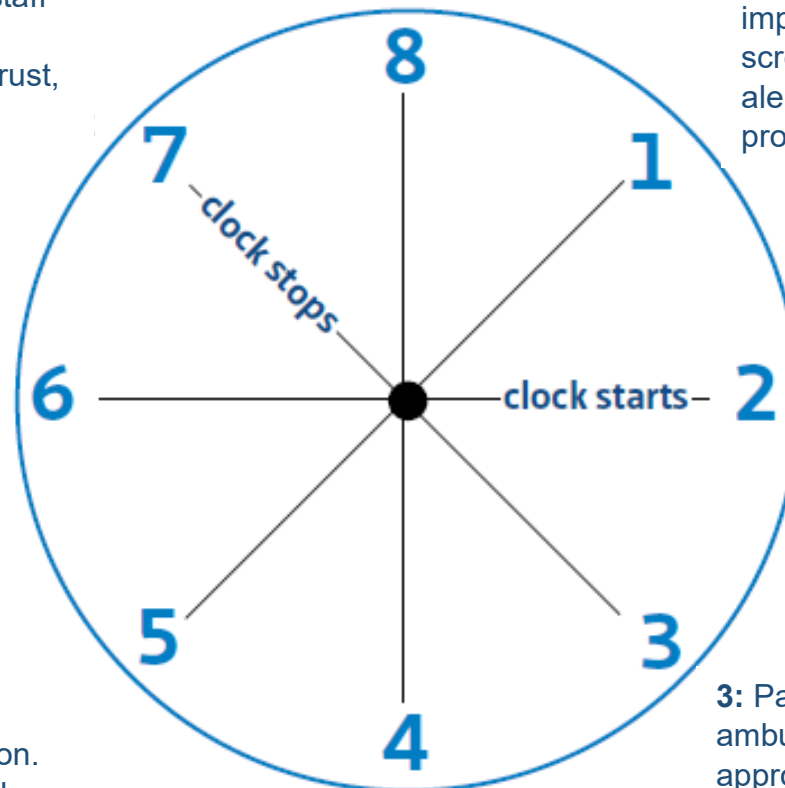 rust,
8
7
1
clock stops
6
clock starts
2
5
3
4
3: Pa
ambu
appro
on.
imp
scre
ale
pro